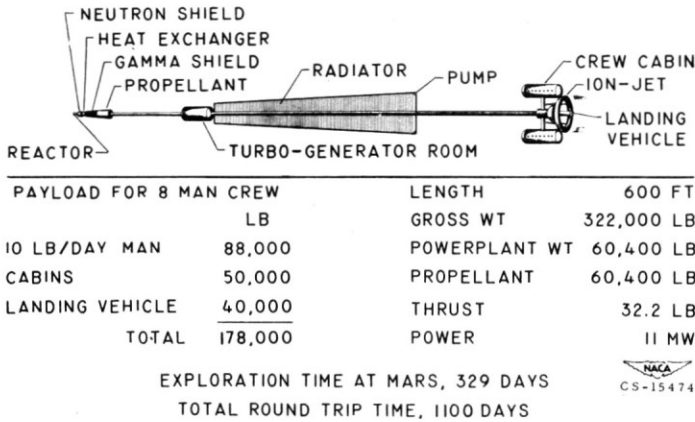 NEUTRON SHIELD
HEAT EXCHANGER
GAMMA SHIELD
PROPELLANT
REACTOR
RADIATOR
TURBO-GENERATOR ROOM
PUMP
CREW CABIN
ION-JET
LANDING
VEHICLE
PAYLOAD FOR 8 MAN CREW
LB
10 LB/DAY MAN 88,000
CABINS 50,000
LANDING VEHICLE 40,000
TOTAL 178,000
LENGTH 600 FT
GROSS WT 322,000 LB
POWERPLANT WT 60,400 LB
PROPELLANT 60,400 LB
THRUST 32.2 LB
POWER 11 MW
EXPLORATION TIME AT MARS, 329 DAYS
TOTAL ROUND TRIP TIME, 1100 DAYS
NACA
CS-15474